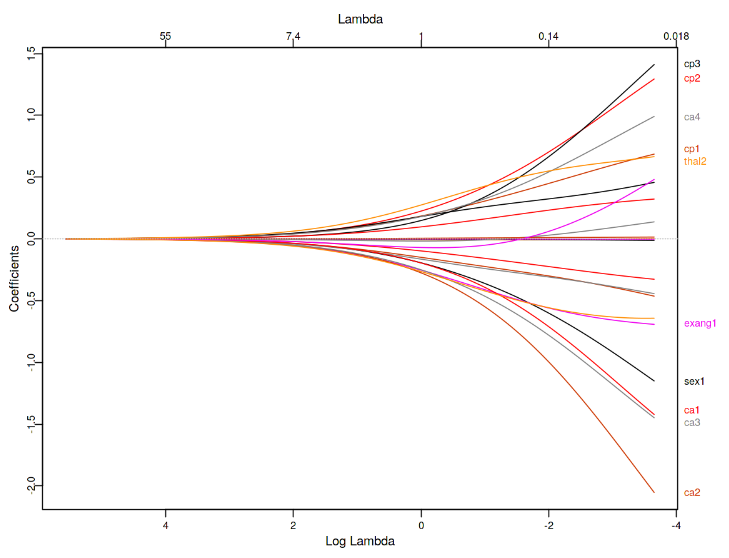 Lambda
55 7.4 1 0.14 0.018
1.5
1.0
0.5
0.0
-0.5
-1.0
-1.5
-2.0
Coefficients
cp3
cp2
ca4
cp1
thal2
exang1
sex1
ca1
ca3
ca2
4 2 0 -2 -4
Log Lambda